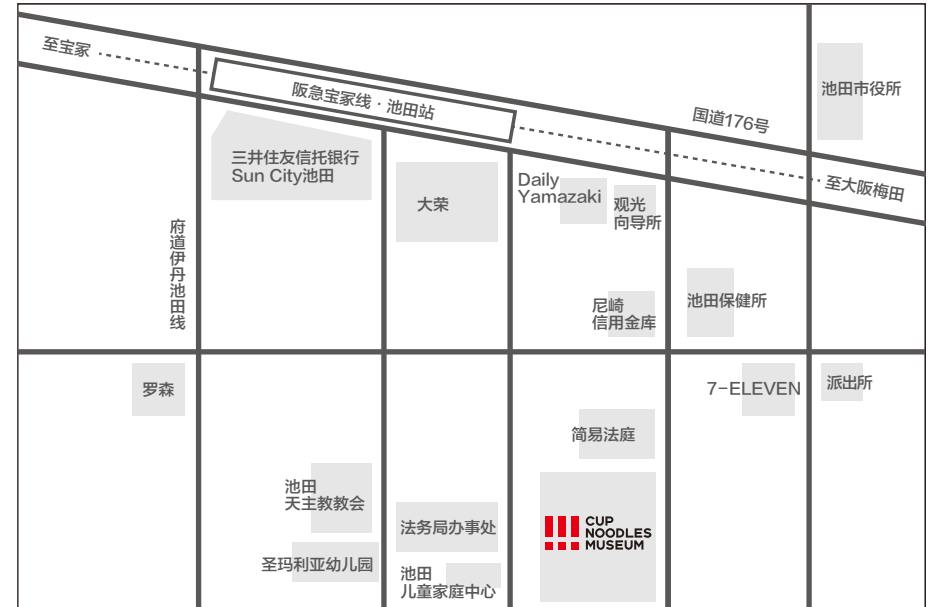 至宝冢
阪急宝冢线·池田站
国道176号
池田市役所
至大阪梅田
三井住友信托银行
Sun City池田
大荣
Daily
Yamazaki
观光
向导所
府道伊丹池田线
尼崎
信用金库
池田保健所
罗森
7-ELEVEN
派出所
简易法庭
池田
天主教教会
法务局办事处
CUP
NOODLES
MUSEUM
圣玛利亚幼儿园
池田
儿童家庭中心